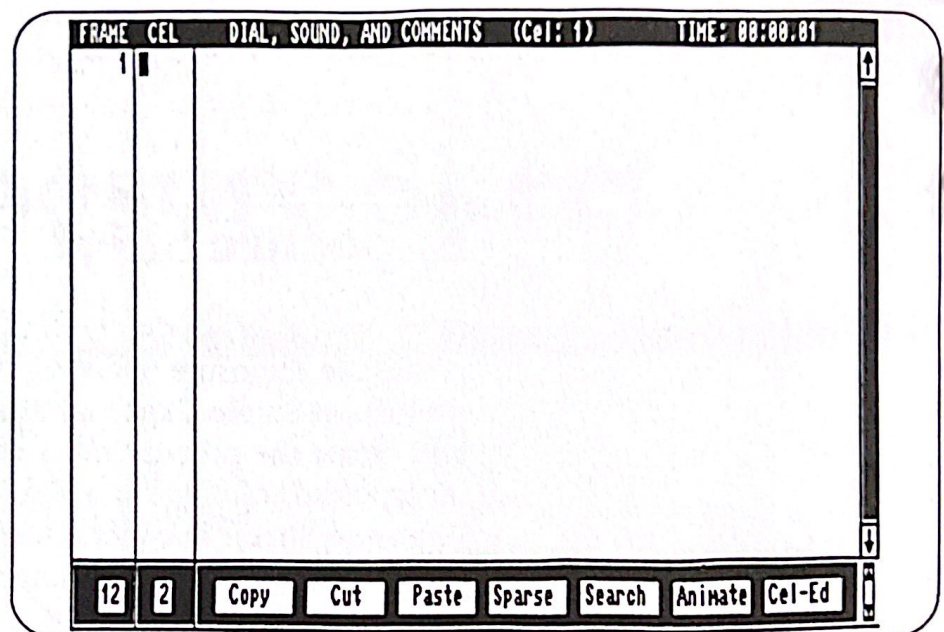 FRAME CEL DIAL, SOUND, AND COMMENTS (Cel: 1) TIME: 00:00.01
1
12 2 Copy Cut Paste Sparse Search Animate Cel-Ed